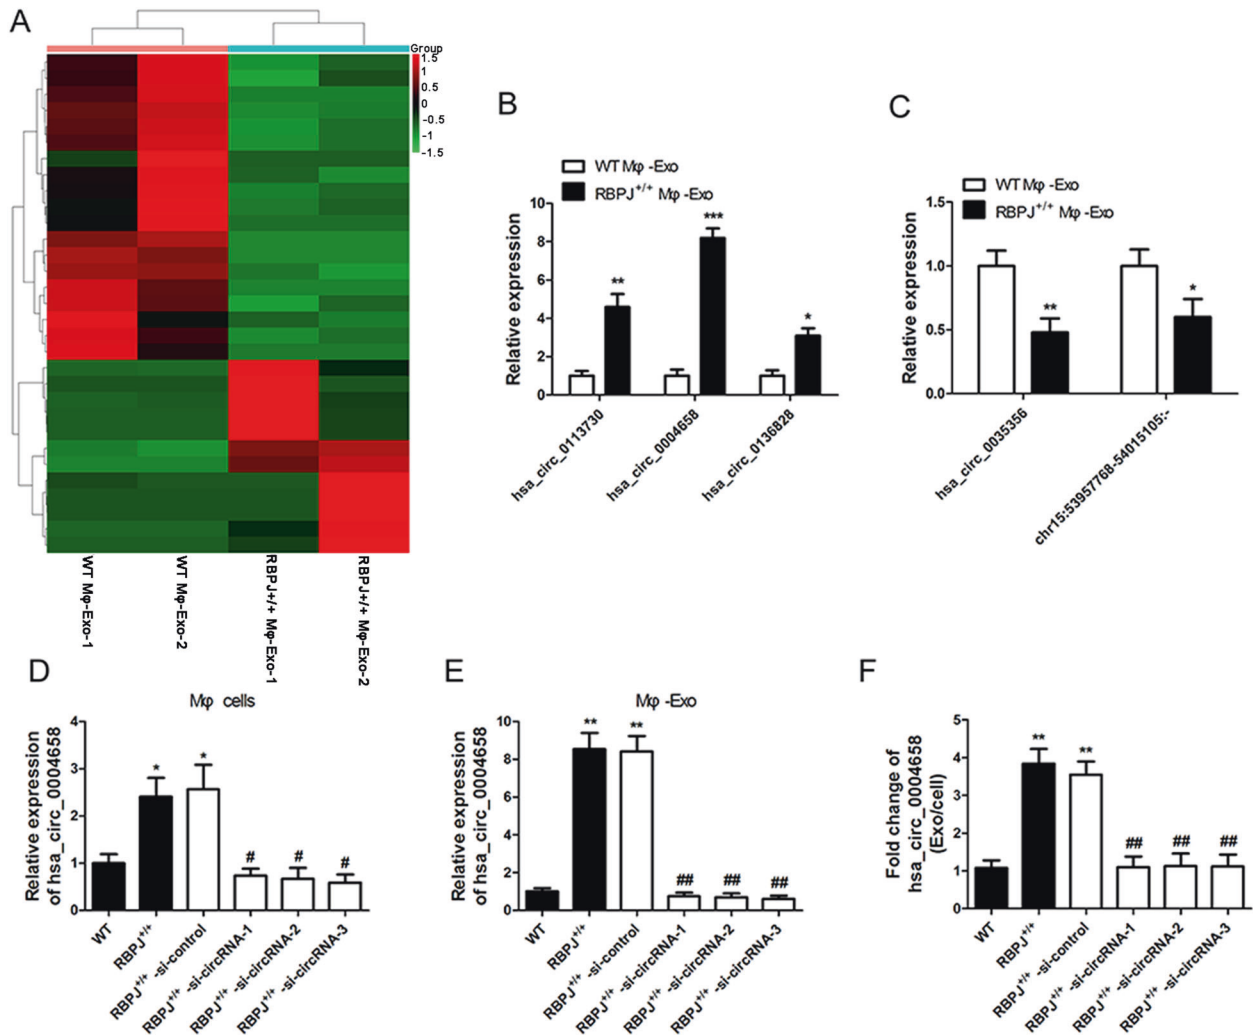 A
Group
1.5
1
0.5
0
-0.5
-1
-1.5
WT Mφ-Exo-1
WT Mφ-Exo-2
RBPJ+/+ Mφ-Exo-1
RBPJ+/+ Mφ-Exo-2
B
WT Mφ -Exo
RBPJ+/+ Mφ -Exo
Relative expression
10
8
6
4
2
0
**
***
*
hsa_circ_0113730
hsa_circ_0004658
hsa_circ_0136828
C
WT Mφ -Exo
RBPJ+/+ Mφ -Exo
Relative expression
1.5
1.0
0.5
0.0
**
*
hsa_circ_0035356
chr15:53957768-54015105:-
D
Mφ cells
Relative expression
of hsa_circ_0004658
4
3
2
1
0
*
*
#
#
#
WT
RBPJ+/+
RBPJ+/+ -si-control
RBPJ+/+ -si-circRNA-1
RBPJ+/+ -si-circRNA-2
RBPJ+/+ -si-circRNA-3
E
Mφ -Exo
Relative expression
of hsa_circ_0004658
10
8
6
4
2
0
**
**
##
##
##
WT
RBPJ+/+
RBPJ+/+ -si-control
RBPJ+/+ -si-circRNA-1
RBPJ+/+ -si-circRNA-2
RBPJ+/+ -si-circRNA-3
F
Fold change of
hsa_circ_0004658
(Exo/cell)
5
4
3
2
1
0
**
**
##
##
##
WT
RBPJ+/+
RBPJ+/+ -si-control
RBPJ+/+ -si-circRNA-1
RBPJ+/+ -si-circRNA-2
RBPJ+/+ -si-circRNA-3